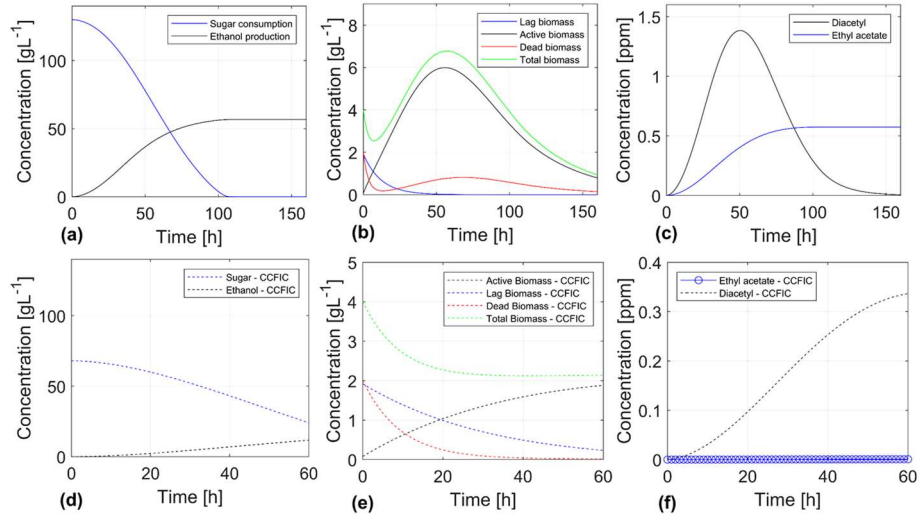 Concentration [gL⁻¹]
100
50
0
Sugar consumption
Ethanol production
0 50 100 150
Time [h]
(a)
Concentration [gL⁻¹]
8
6
4
2
0
Lag biomass
Active biomass
Dead biomass
Total biomass
0 50 100 150
Time [h]
(b)
Concentration [ppm]
1.5
1
0.5
0
Diacetyl
Ethyl acetate
0 50 100 150
Time [h]
(c)
Concentration [gL⁻¹]
100
50
0
Sugar - CCFIC
Ethanol - CCFIC
0 20 40 60
Time [h]
(d)
Concentration [gL⁻¹]
5
4
3
2
1
0
Active Biomass - CCFIC
Lag Biomass - CCFIC
Dead Biomass - CCFIC
Total Biomass - CCFIC
0 20 40 60
Time [h]
(e)
Concentration [ppm]
0.4
0.3
0.2
0.1
0
Ethyl acetate - CCFIC
Diacetyl - CCFIC
0 20 40 60
Time [h]
(f)